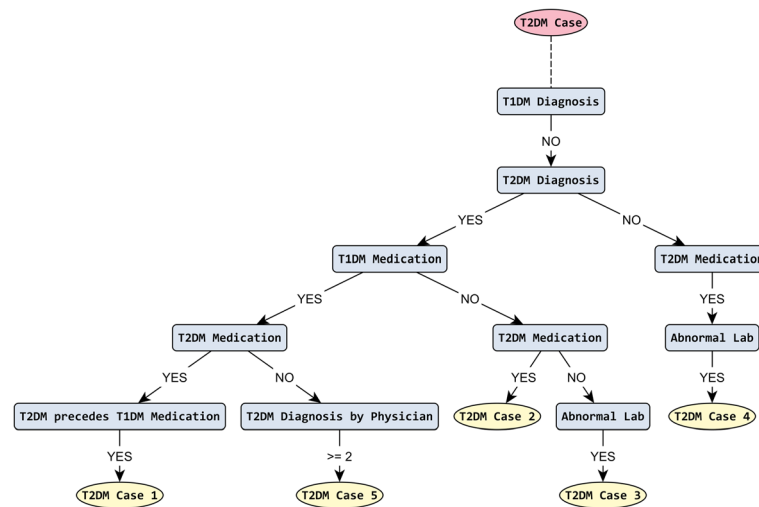 T2DM Case
T1DM Diagnosis
NO
T2DM Diagnosis
YES
NO
T1DM Medication
T2DM Medication
YES
NO
YES
T2DM Medication
T2DM Medication
Abnormal Lab
YES
NO
YES
NO
YES
T2DM precedes T1DM Medication
T2DM Diagnosis by Physician
T2DM Case 2
Abnormal Lab
T2DM Case 4
YES
>= 2
YES
T2DM Case 1
T2DM Case 5
T2DM Case 3